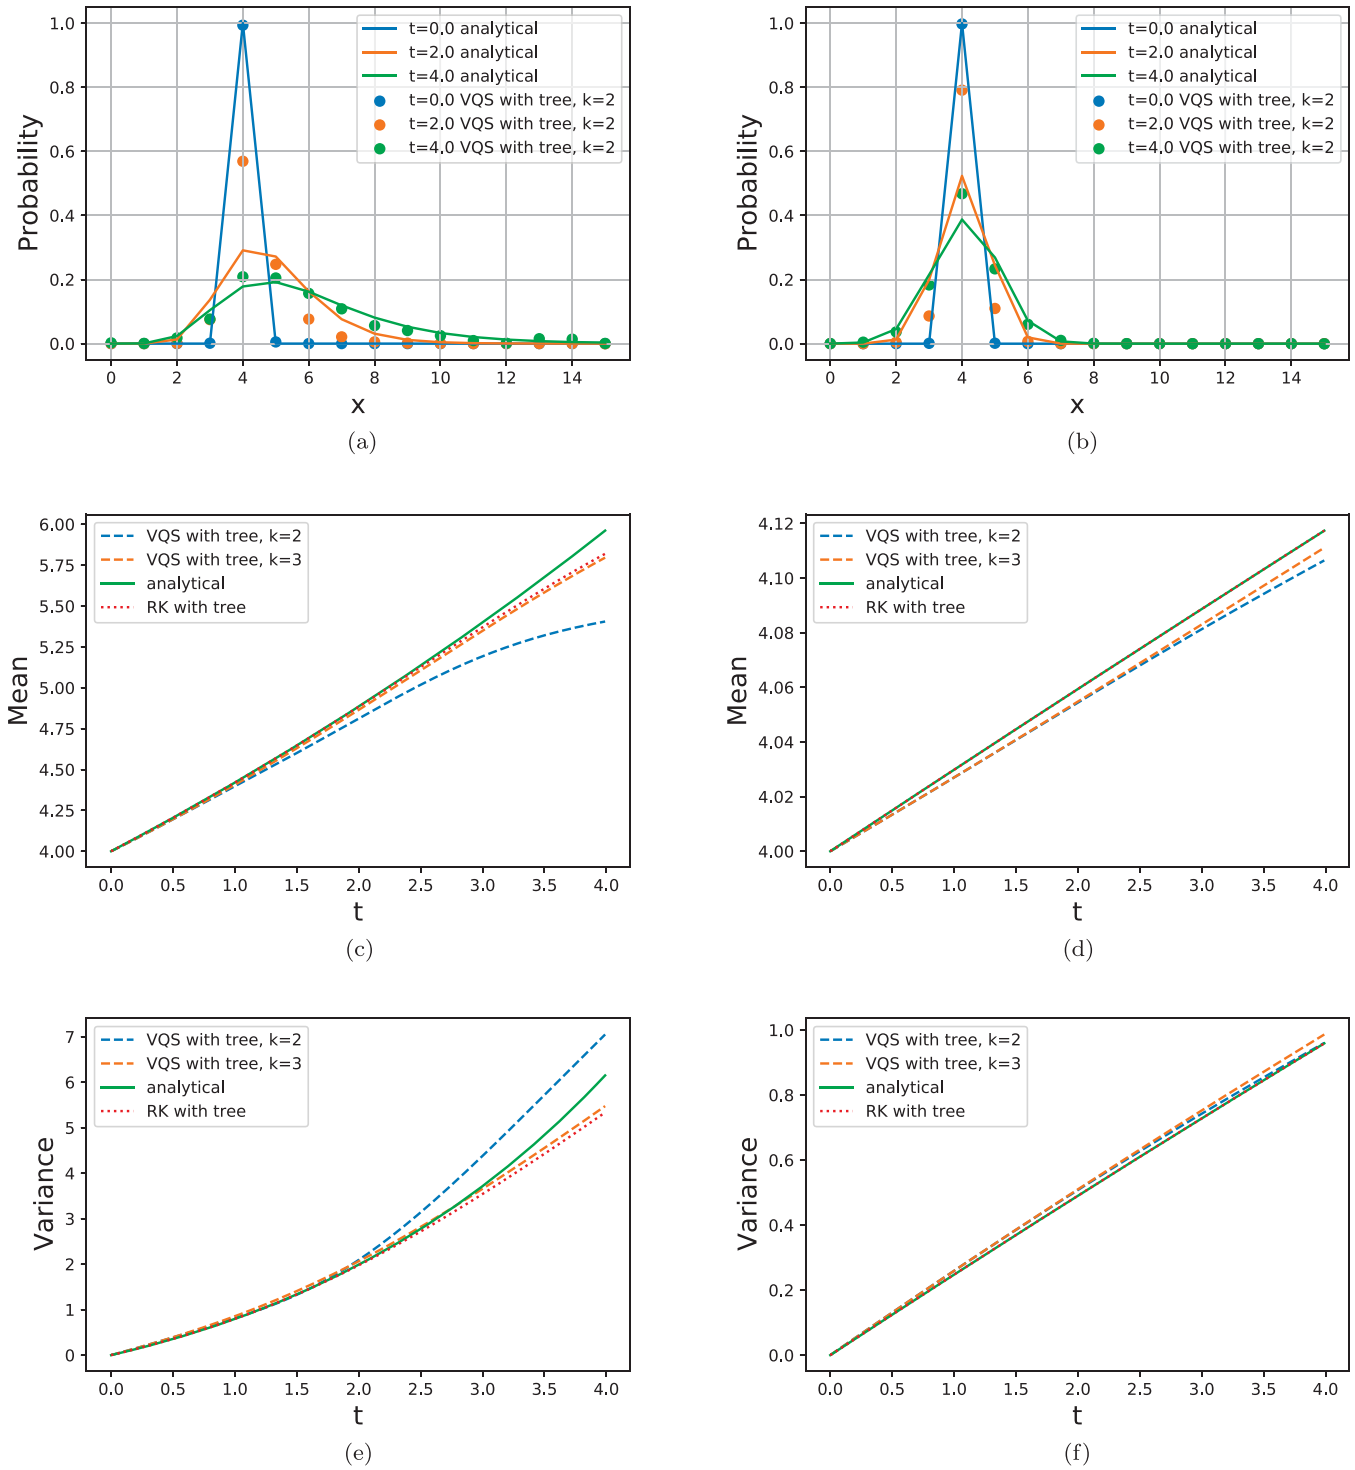 1.0
0.8
0.6
0.4
0.2
0.0
Probability
t=0.0 analytical
t=2.0 analytical
t=4.0 analytical
t=0.0 VQS with tree, k=2
t=2.0 VQS with tree, k=2
t=4.0 VQS with tree, k=2
0 2 4 6 8 10 12 14
x
(a)
1.0
0.8
0.6
0.4
0.2
0.0
Probability
t=0.0 analytical
t=2.0 analytical
t=4.0 analytical
t=0.0 VQS with tree, k=2
t=2.0 VQS with tree, k=2
t=4.0 VQS with tree, k=2
0 2 4 6 8 10 12 14
x
(b)
6.00
5.75
5.50
5.25
5.00
4.75
4.50
4.25
4.00
Mean
VQS with tree, k=2
VQS with tree, k=3
analytical
RK with tree
0.0 0.5 1.0 1.5 2.0 2.5 3.0 3.5 4.0
t
(c)
4.12
4.10
4.08
4.06
4.04
4.02
4.00
Mean
VQS with tree, k=2
VQS with tree, k=3
analytical
RK with tree
0.0 0.5 1.0 1.5 2.0 2.5 3.0 3.5 4.0
t
(d)
7
6
5
4
3
2
1
0
Variance
VQS with tree, k=2
VQS with tree, k=3
analytical
RK with tree
0.0 0.5 1.0 1.5 2.0 2.5 3.0 3.5 4.0
t
(e)
1.0
0.8
0.6
0.4
0.2
0.0
Variance
VQS with tree, k=2
VQS with tree, k=3
analytical
RK with tree
0.0 0.5 1.0 1.5 2.0 2.5 3.0 3.5 4.0
t
(f)